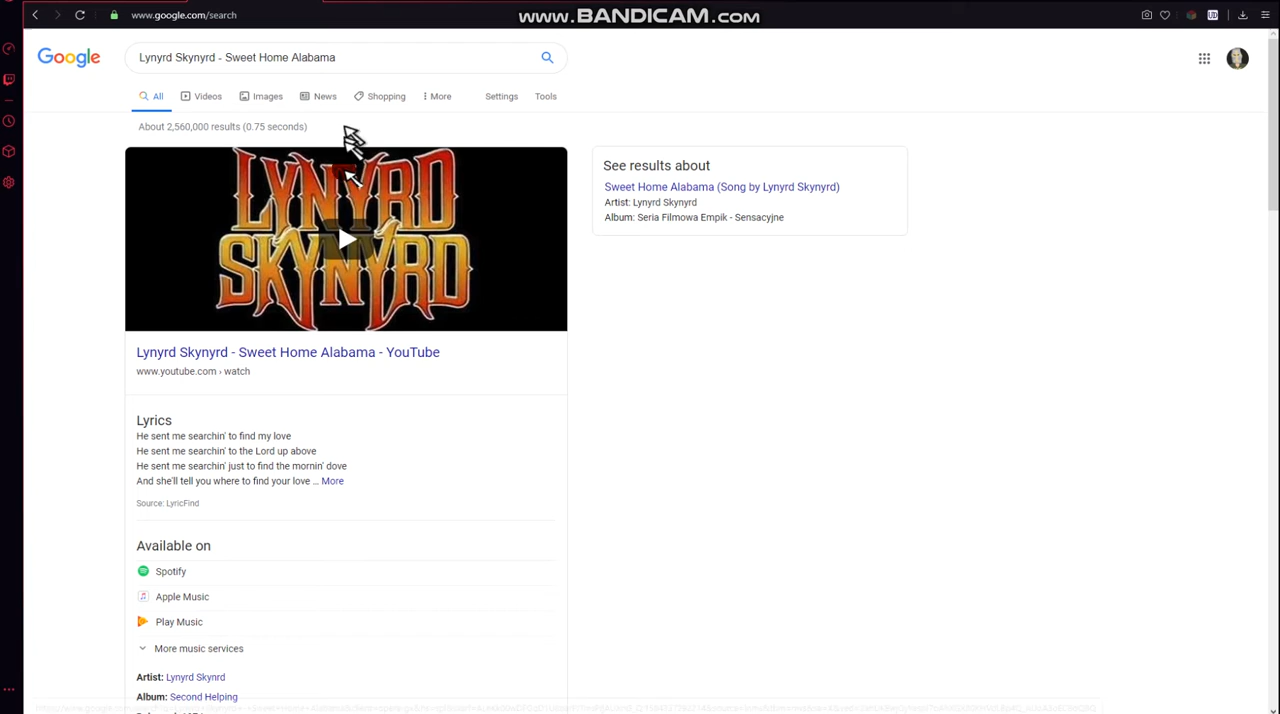 www.google.com/search
www.BANDICAM.com
Google
Lynyrd Skynyrd - Sweet Home Alabama
All
Videos
Images
News
Shopping
More
Settings
Tools
About 2,560,000 results (0.75 seconds)
LYNYRD
SKYNYRD
Lynyrd Skynyrd - Sweet Home Alabama - YouTube
www.youtube.com › watch
Lyrics
He sent me searchin' to find my love
He sent me searchin' to the Lord up above
He sent me searchin' just to find the mornin' dove
And she'll tell you where to find your love ... More
Source: LyricFind
Available on
Spotify
Apple Music
Play Music
More music services
Artist: Lynyrd Skynrd
Album: Second Helping
See results about
Sweet Home Alabama (Song by Lynyrd Skynyrd)
Artist: Lynyrd Skynyrd
Album: Seria Filmowa Empik - Sensacyjne